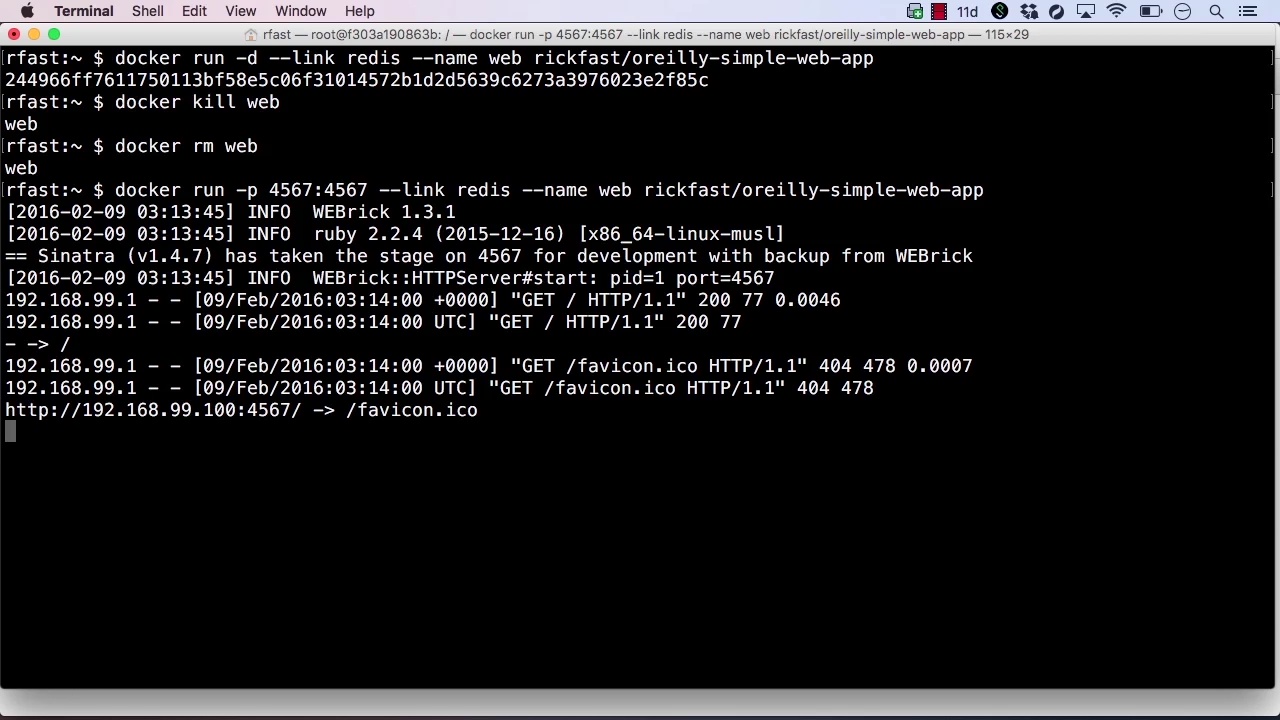 Terminal Shell Edit View Window Help 11d
rfast — root@f303a190863b: / — docker run -p 4567:4567 --link redis --name web rickfast/oreilly-simple-web-app — 115×29
[rfast:~ $ docker run -d --link redis --name web rickfast/oreilly-simple-web-app ]
244966ff7611750113bf58e5c06f31014572b1d2d5639c6273a3976023e2f85c
[rfast:~ $ docker kill web ]
web
[rfast:~ $ docker rm web ]
web
[rfast:~ $ docker run -p 4567:4567 --link redis --name web rickfast/oreilly-simple-web-app ]
[2016-02-09 03:13:45] INFO  WEBrick 1.3.1
[2016-02-09 03:13:45] INFO  ruby 2.2.4 (2015-12-16) [x86_64-linux-musl]
== Sinatra (v1.4.7) has taken the stage on 4567 for development with backup from WEBrick
[2016-02-09 03:13:45] INFO  WEBrick::HTTPServer#start: pid=1 port=4567
192.168.99.1 - - [09/Feb/2016:03:14:00 +0000] "GET / HTTP/1.1" 200 77 0.0046
192.168.99.1 - - [09/Feb/2016:03:14:00 UTC] "GET / HTTP/1.1" 200 77
- -> /
192.168.99.1 - - [09/Feb/2016:03:14:00 +0000] "GET /favicon.ico HTTP/1.1" 404 478 0.0007
192.168.99.1 - - [09/Feb/2016:03:14:00 UTC] "GET /favicon.ico HTTP/1.1" 404 478
http://192.168.99.100:4567/ -> /favicon.ico